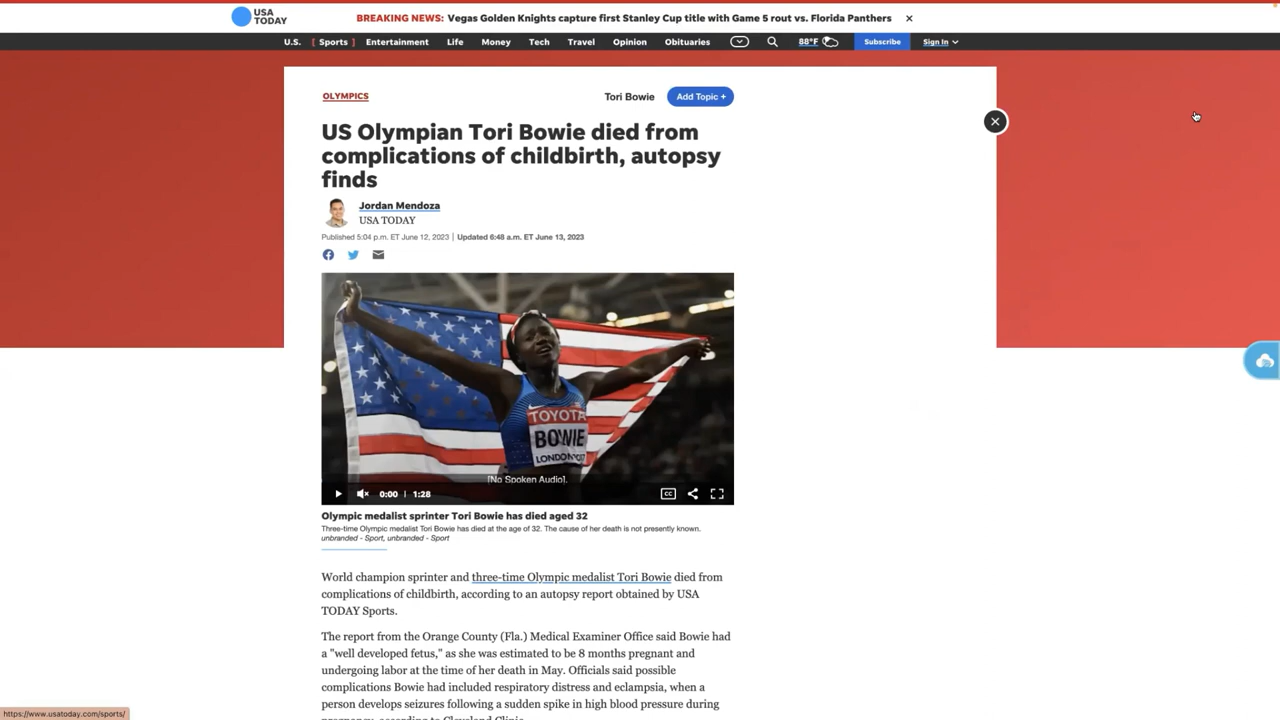 USA
TODAY
BREAKING NEWS: Vegas Golden Knights capture first Stanley Cup title with Game 5 rout vs. Florida Panthers
U.S. Sports Entertainment Life Money Tech Travel Opinion Obituaries 88°F Subscribe Sign In
OLYMPICS
Tori Bowie Add Topic +
US Olympian Tori Bowie died from
complications of childbirth, autopsy
finds
Jordan Mendoza
USA TODAY
Published 5:04 p.m. ET June 12, 2023 | Updated 6:48 a.m. ET June 13, 2023
TOYOTA
BOWIE
LONDON
[No Spoken Audio].
0:00 | 1:28 CC
Olympic medalist sprinter Tori Bowie has died aged 32
Three-time Olympic medalist Tori Bowie has died at the age of 32. The cause of her death is not presently known.
unbranded - Sport, unbranded - Sport
World champion sprinter and three-time Olympic medalist Tori Bowie died from
complications of childbirth, according to an autopsy report obtained by USA
TODAY Sports.
The report from the Orange County (Fla.) Medical Examiner Office said Bowie had
a "well developed fetus," as she was estimated to be 8 months pregnant and
undergoing labor at the time of her death in May. Officials said possible
complications Bowie had included respiratory distress and eclampsia, when a
person develops seizures following a sudden spike in high blood pressure during
pregnancy, according to Cleveland Clinic.
https://www.usatoday.com/sports/